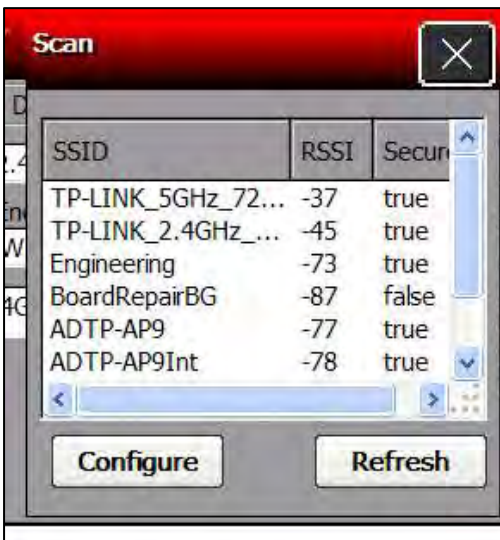 Scan
SSID RSSI Secur
TP-LINK_5GHz_72... -37 true
TP-LINK_2.4GHz_... -45 true
Engineering -73 true
BoardRepairBG -87 false
ADTP-AP9 -77 true
ADTP-AP9Int -78 true
Configure Refresh